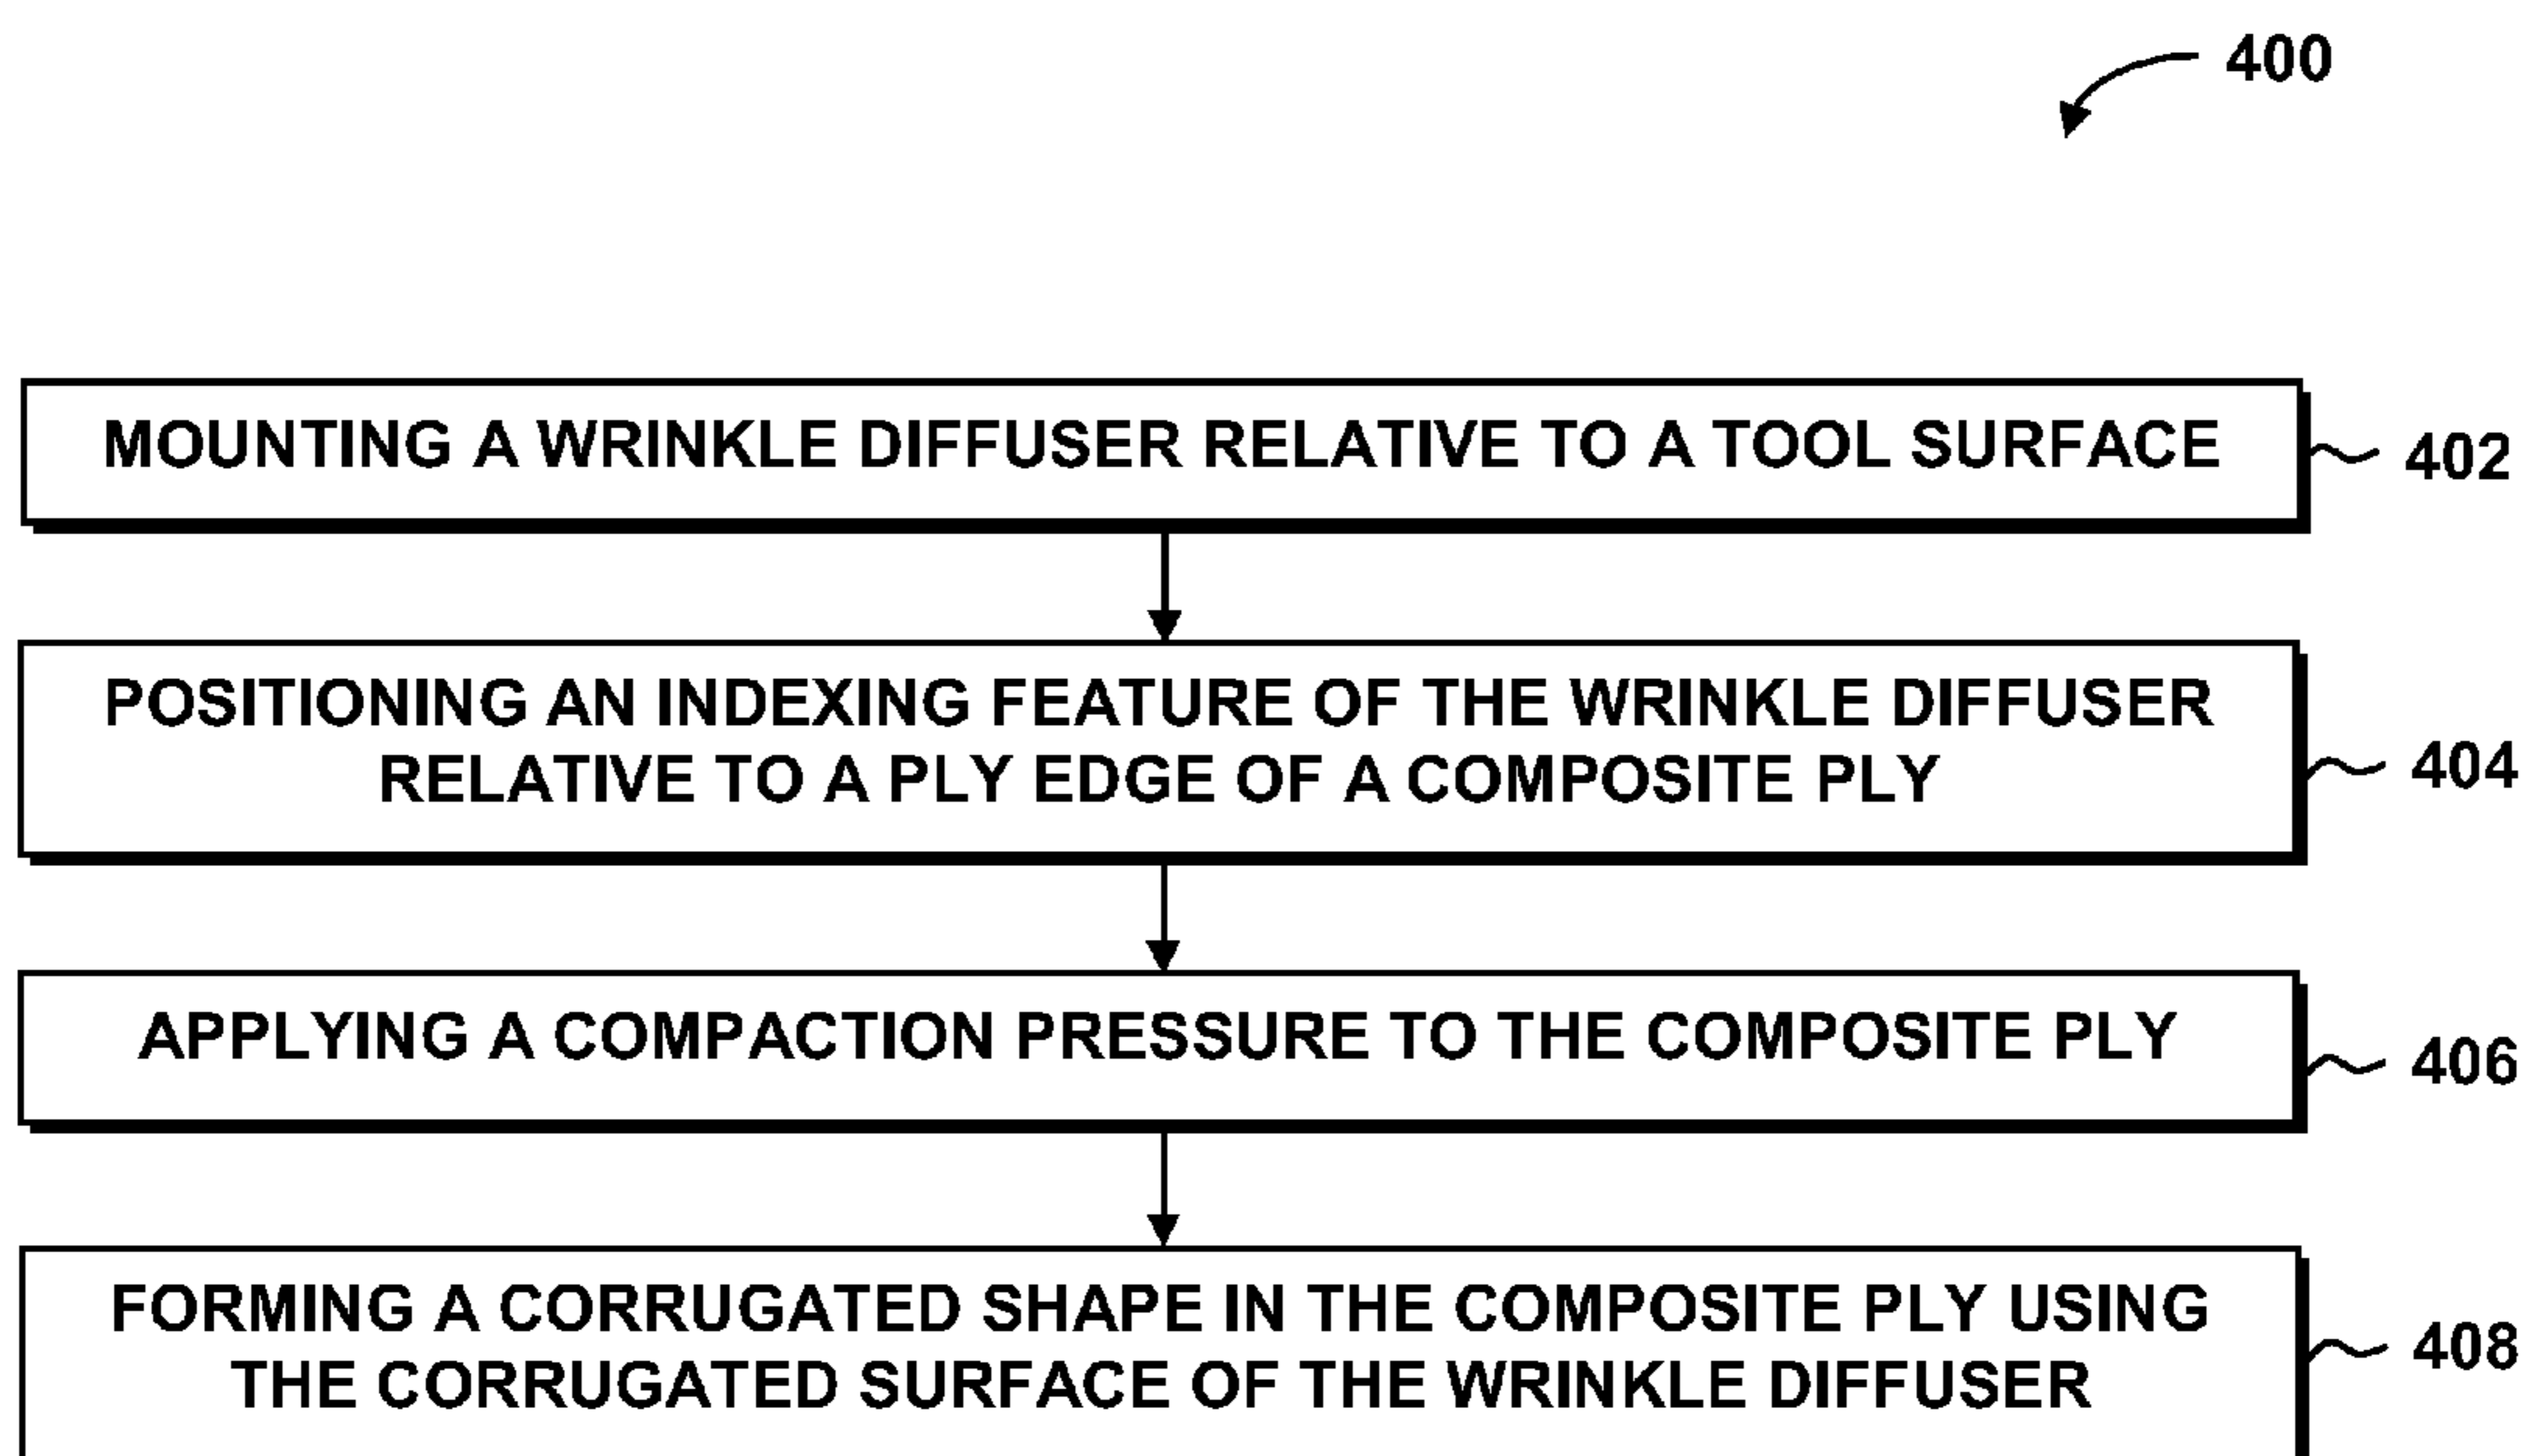 400
MOUNTING A WRINKLE DIFFUSER RELATIVE TO A TOOL SURFACE
402
POSITIONING AN INDEXING FEATURE OF THE WRINKLE DIFFUSER
RELATIVE TO A PLY EDGE OF A COMPOSITE PLY
404
APPLYING A COMPACTION PRESSURE TO THE COMPOSITE PLY
406
FORMING A CORRUGATED SHAPE IN THE COMPOSITE PLY USING
THE CORRUGATED SURFACE OF THE WRINKLE DIFFUSER
408